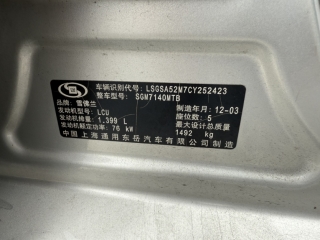 车辆识别代号: LSGSA52M7CY252423
整车型号: SGM7140MTB
品牌 雪佛兰
制造年月 12-03
发动机型号 LCU
座位数 5
发动机排量 1.399 L
最大设计总质量
发动机额定功率 76 kW
1492 kg
中国上海通用东岳汽车有限公司制造